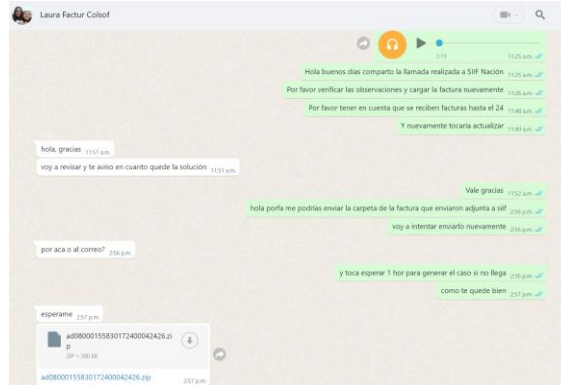 Laura Factur Colsof
1:13
11:25 a.m.
Hola buenos días comparto la llamada realizada a SIIF Nación 11:25 a.m.
Por favor verificar las observaciones y cargar la factura nuevamente 11:26 a.m.
Por favor tener en cuenta que se reciben facturas hasta el 24 11:48 a.m.
Y nuevamente tocaría actualizar 11:49 a.m.
hola, gracias 11:51 a.m.
voy a revisar y te aviso en cuanto quede la solución 11:51 a.m.
Vale gracias 11:52 a.m.
hola porfa me podrías enviar la carpeta de la factura que enviaron adjunta a siif 2:56 p.m.
voy a intentar enviarlo nuevamente 2:56 p.m.
por aca o al correo? 2:56 p.m.
y toca esperar 1 hor para generar el caso si no llega 2:56 p.m.
como te quede bien 2:57 p.m.
esperame 2:57 p.m.
ad08000155830172400042426.zi
p
ZIP • 380 kB
ad08000155830172400042426.zip 2:57 p.m.